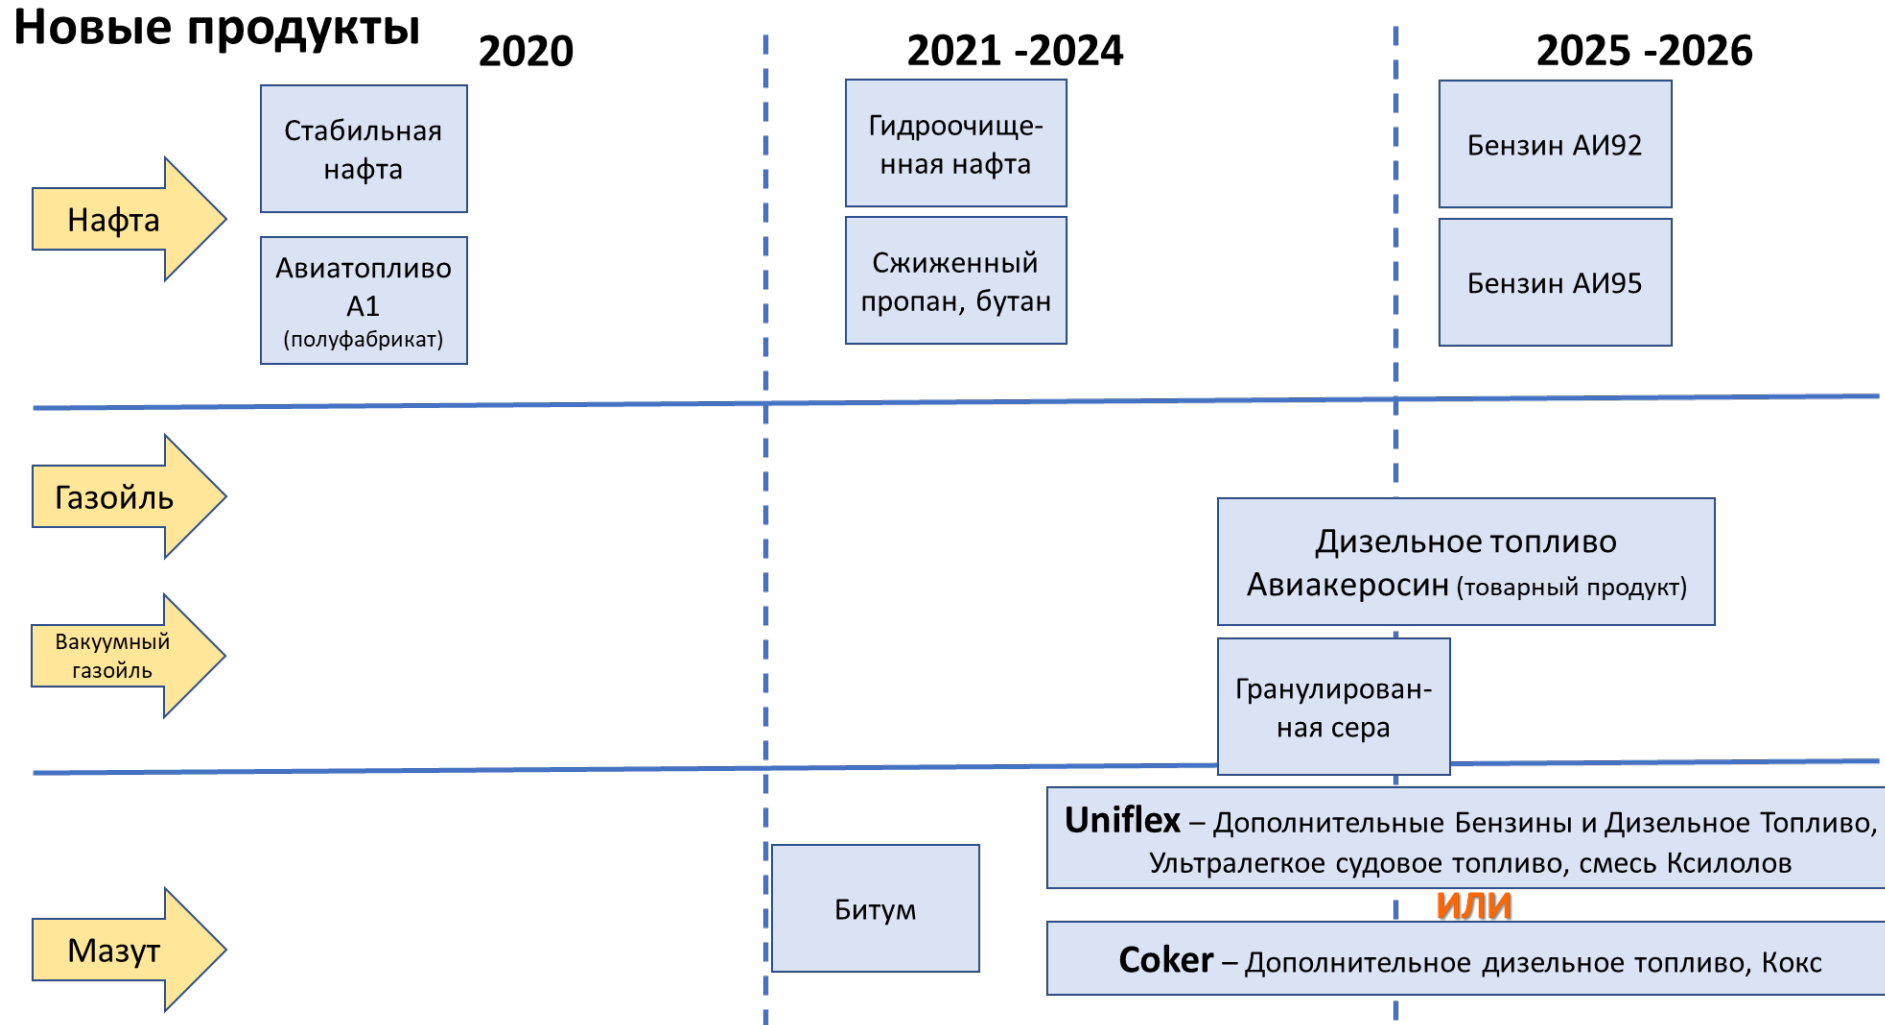 Новые продукты
2020
2021 -2024
2025 -2026
Нафта
Стабильная
нафта
Авиатопливо
А1
(полуфабрикат)
Гидроочище-
нная нафта
Сжиженный
пропан, бутан
Бензин АИ92
Бензин АИ95
Газойль
Вакуумный
газойль
Дизельное топливо
Авиакеросин (товарный продукт)
Гранулирован-
ная сера
Мазут
Битум
Uniflex – Дополнительные Бензины и Дизельное Топливо,
Ультралегкое судовое топливо, смесь Ксилолов
ИЛИ
Coker – Дополнительное дизельное топливо, Кокс